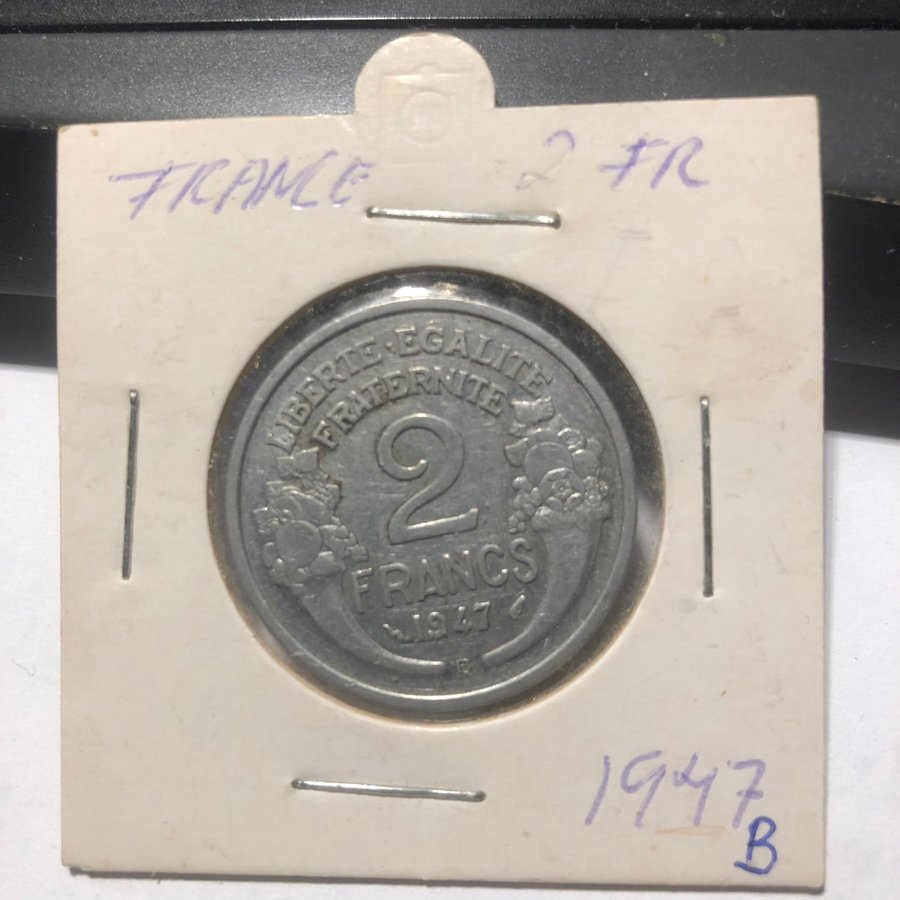 FRANCE 2 FR
LIBERTE·EGALITE
FRATERNITE
2
FRANCS
1947
B
1947
B